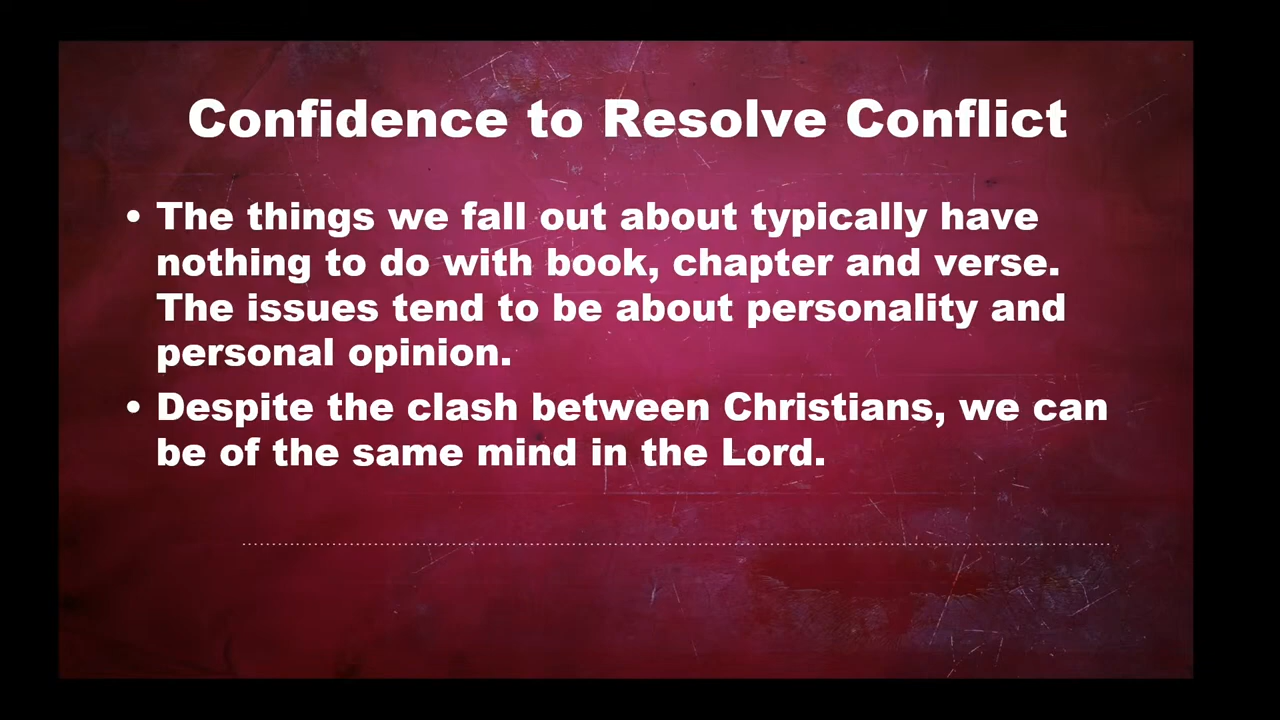 Confidence to Resolve Conflict
• The things we fall out about typically have
nothing to do with book, chapter and verse.
The issues tend to be about personality and
personal opinion.
• Despite the clash between Christians, we can
be of the same mind in the Lord.